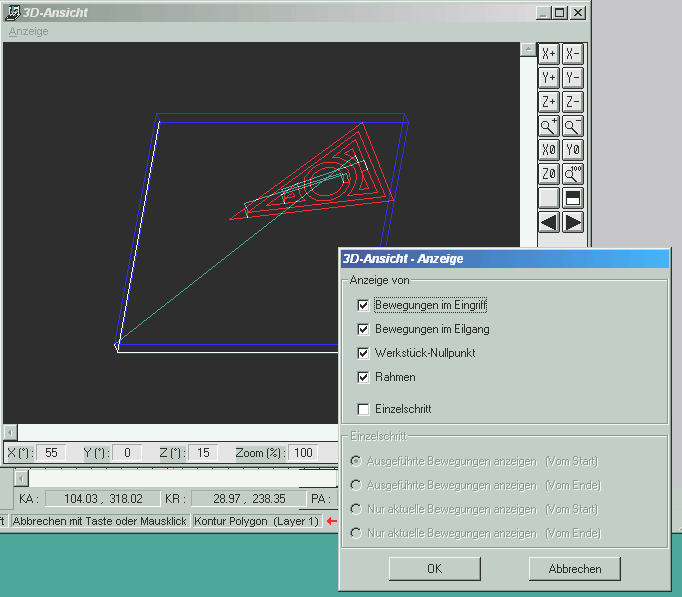 3D-Ansicht
Anzeige
X+ X-
Y+ Y-
Z+ Z-
X0 Y0
Z0 100
3D-Ansicht - Anzeige
Anzeige von
Bewegungen im Eingriff
Bewegungen im Eilgang
Werkstück-Nullpunkt
Rahmen
Einzelschritt
Einzelschritt
Ausgeführte Bewegungen anzeigen (Vom Start)
Ausgeführte Bewegungen anzeigen (Vom Ende)
Nur aktuelle Bewegungen anzeigen (Vom Start)
Nur aktuelle Bewegungen anzeigen (Vom Ende)
OK Abbrechen
X (°): 55 Y (°): 0 Z (°): 15 Zoom (%): 100
KA : 104.03 , 318.02 KR : 28.97 , 238.35 PA :
ft Abbrechen mit Taste oder Mausklick Kontur Polygon (Layer 1)